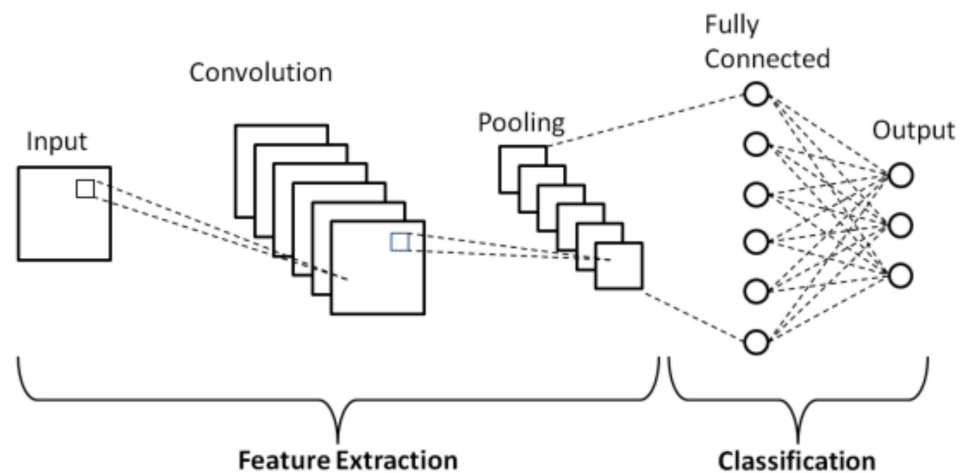 Input
Convolution
Pooling
Fully
Connected
Output
Feature Extraction
Classification